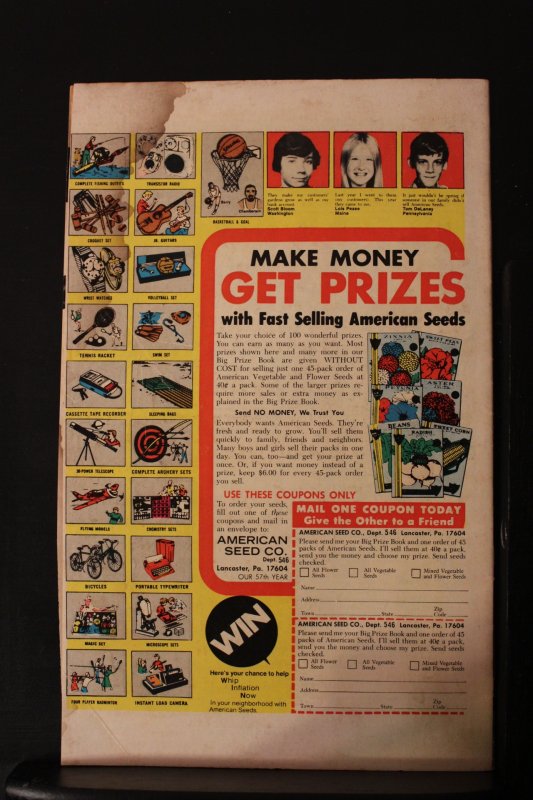 COMPLETE FISHING OUTFITS
TRANSISTOR RADIO
Barry
Chamberlain
BASKETBALL & GOAL
They make my customers'
gardens grow as well as my
bank account.
Scott Bloom
Washington
Last year I went to them
my customers. This year
they came to me.
Lois Pease
Maine
It just wouldn't be spring if
someone in our family didn't
sell American Seeds.
Tom DeLaney
Pennsylvania
CROQUET SET
JR. GUITARS
WRIST WATCHES
VOLLEYBALL SET
TENNIS RACKET
SWIM SET
CASSETTE TAPE RECORDER
SLEEPING BAGS
30-POWER TELESCOPE
COMPLETE ARCHERY SETS
FLYING MODELS
CHEMISTRY SETS
BICYCLES
PORTABLE TYPEWRITER
MAGIC SET
MICROSCOPE SETS
FOUR PLAYER BADMINTON
INSTANT LOAD CAMERA
MAKE MONEY
GET PRIZES
with Fast Selling American Seeds
Take your choice of 100 wonderful prizes.
You can earn as many as you want. Most
prizes shown here and many more in our
Big Prize Book are given WITHOUT
COST for selling just one 45-pack order of
American Vegetable and Flower Seeds at
40¢ a pack. Some of the larger prizes re-
quire more sales or extra money as ex-
plained in the Big Prize Book.
Send NO MONEY, We Trust You
Everybody wants American Seeds. They're
fresh and ready to grow. You'll sell them
quickly to family, friends and neighbors.
Many boys and girls sell their packs in one
day. You can, too—and get your prize at
once. Or, if you want money instead of a
prize, keep $6.00 for every 45-pack order
you sell.
ZINNIA
PETUNIA
ASTER
BEANS
RADISH
SWEET CORN
USE THESE COUPONS ONLY
To order your seeds,
fill out one of these
coupons and mail in
an envelope to:
AMERICAN
SEED CO.
Dept. 546
Lancaster, Pa. 17604
OUR 57th YEAR
WIN
Here's your chance to help
Whip
Inflation
Now
in your neighborhood with
American Seeds.
MAIL ONE COUPON TODAY
Give the Other to a Friend
AMERICAN SEED CO., Dept. 546 Lancaster, Pa. 17604
Please send me your Big Prize Book and one order of 45
packs of American Seeds. I'll sell them at 40¢ a pack,
send you the money and choose my prize. Send seeds
checked.
All Flower Seeds
All Vegetable Seeds
Mixed Vegetable and Flower Seeds
Name
Address
Town State Zip Code
AMERICAN SEED CO., Dept. 546 Lancaster, Pa. 17604
Please send me your Big Prize Book and one order of 45
packs of American Seeds. I'll sell them at 40¢ a pack,
send you the money and choose my prize. Send seeds
checked.
All Flower Seeds
All Vegetable Seeds
Mixed Vegetable and Flower Seeds
Name
Address
Town State Zip Code